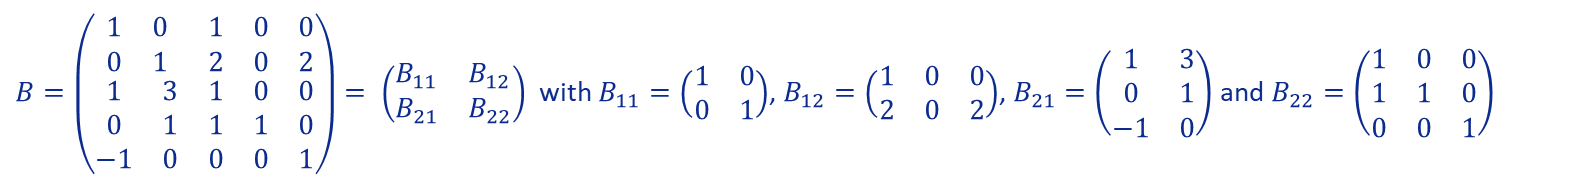 B = (1 0 1 0 0
0 1 2 0 2
1 3 1 0 0
0 1 1 1 0
−1 0 0 0 1) = (B₁₁ B₁₂
B₂₁ B₂₂) with B₁₁ = (1 0
0 1), B₁₂ = (1 0 0
2 0 2), B₂₁ = (1 3
0 1
−1 0) and B₂₂ = (1 0 0
1 1 0
0 0 1)